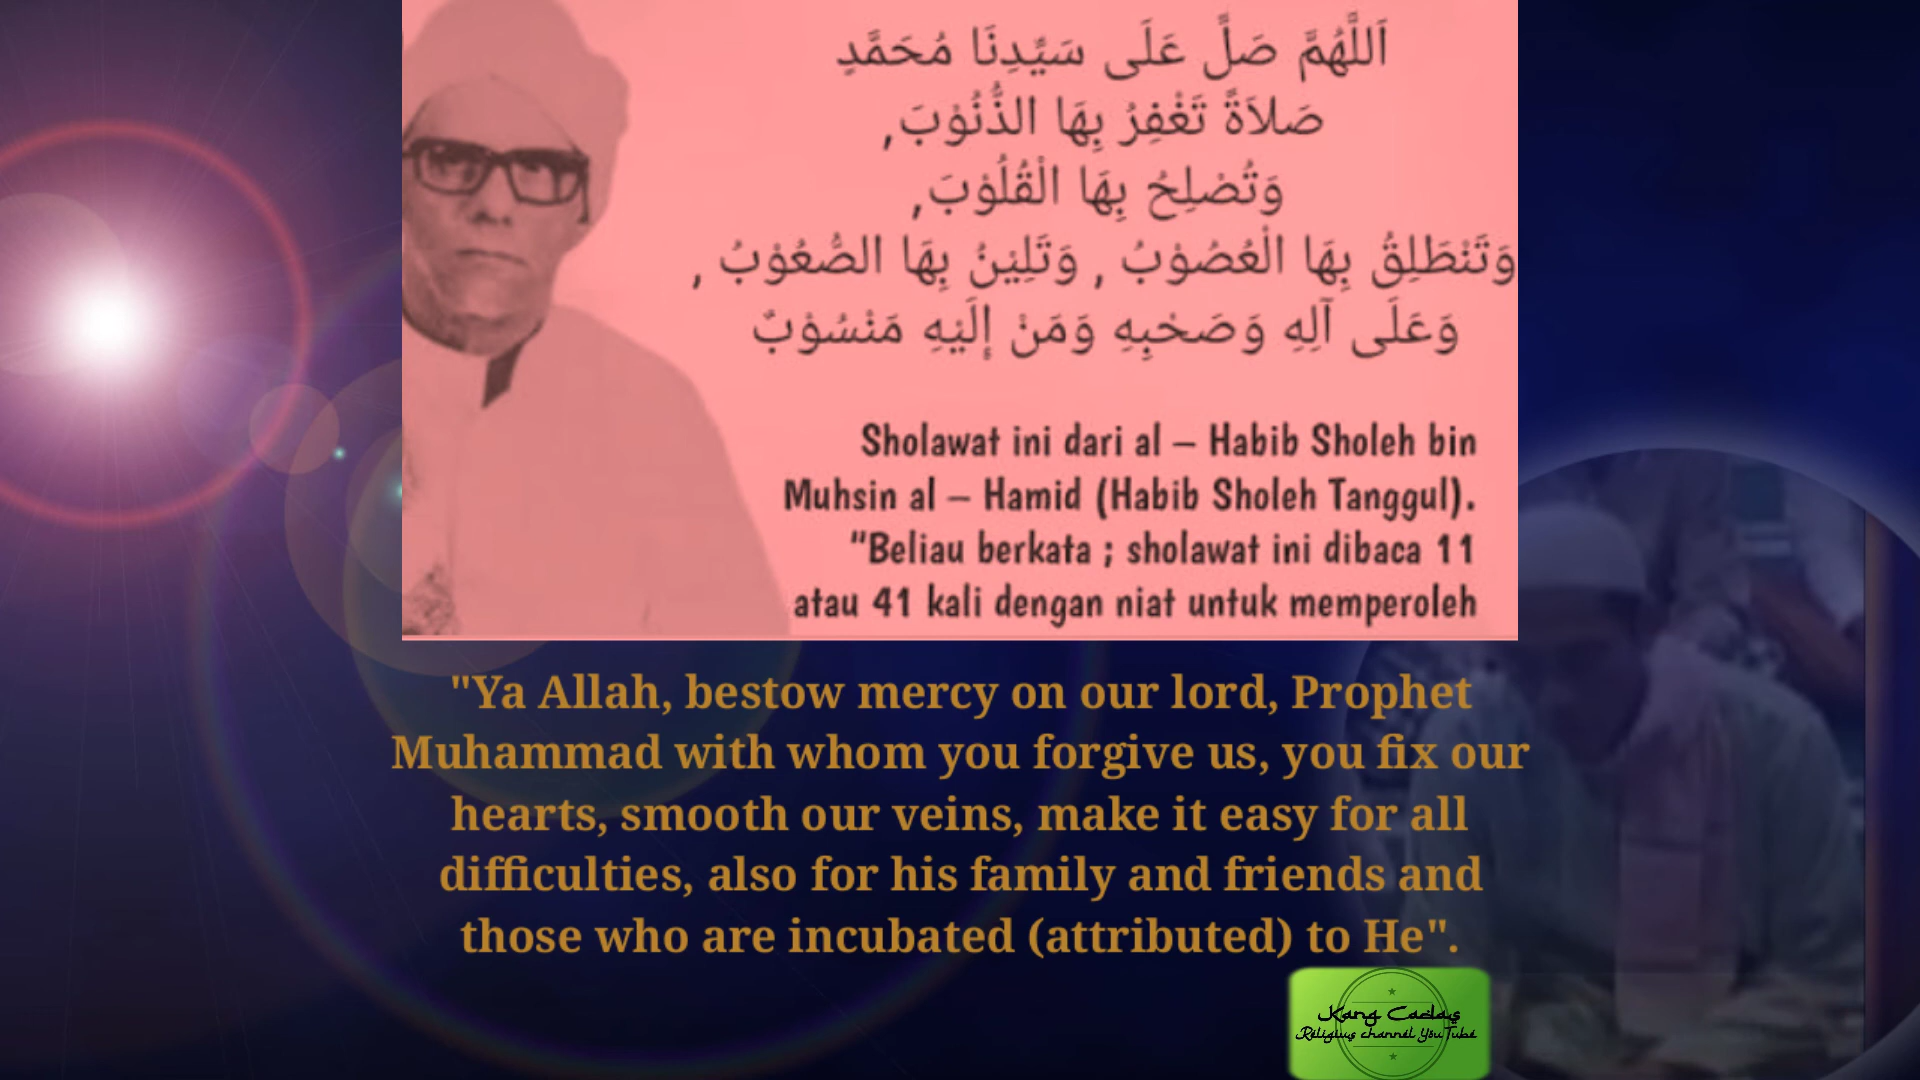 اَللَّهُمَّ صَلِّ عَلَى سَيِّدِنَا مُحَمَّدٍ
صَلاَةً تَغْفِرُ بِهَا الذُّنُوْبَ,
وَتُصْلِحُ بِهَا الْقُلُوْبَ,
وَتَنْطَلِقُ بِهَا الْعُصُوْبُ , وَتَلِيْنُ بِهَا الصُّعُوْبُ ,
وَعَلَى آلِهِ وَصَحْبِهِ وَمَنْ إِلَيْهِ مَنْسُوْبٌ
Sholawat ini dari al – Habib Sholeh bin
Muhsin al – Hamid (Habib Sholeh Tanggul).
“Beliau berkata ; sholawat ini dibaca 11
atau 41 kali dengan niat untuk memperoleh
"Ya Allah, bestow mercy on our lord, Prophet
Muhammad with whom you forgive us, you fix our
hearts, smooth our veins, make it easy for all
difficulties, also for his family and friends and
those who are incubated (attributed) to He".
Kang Cadas
Religius channel YouTube